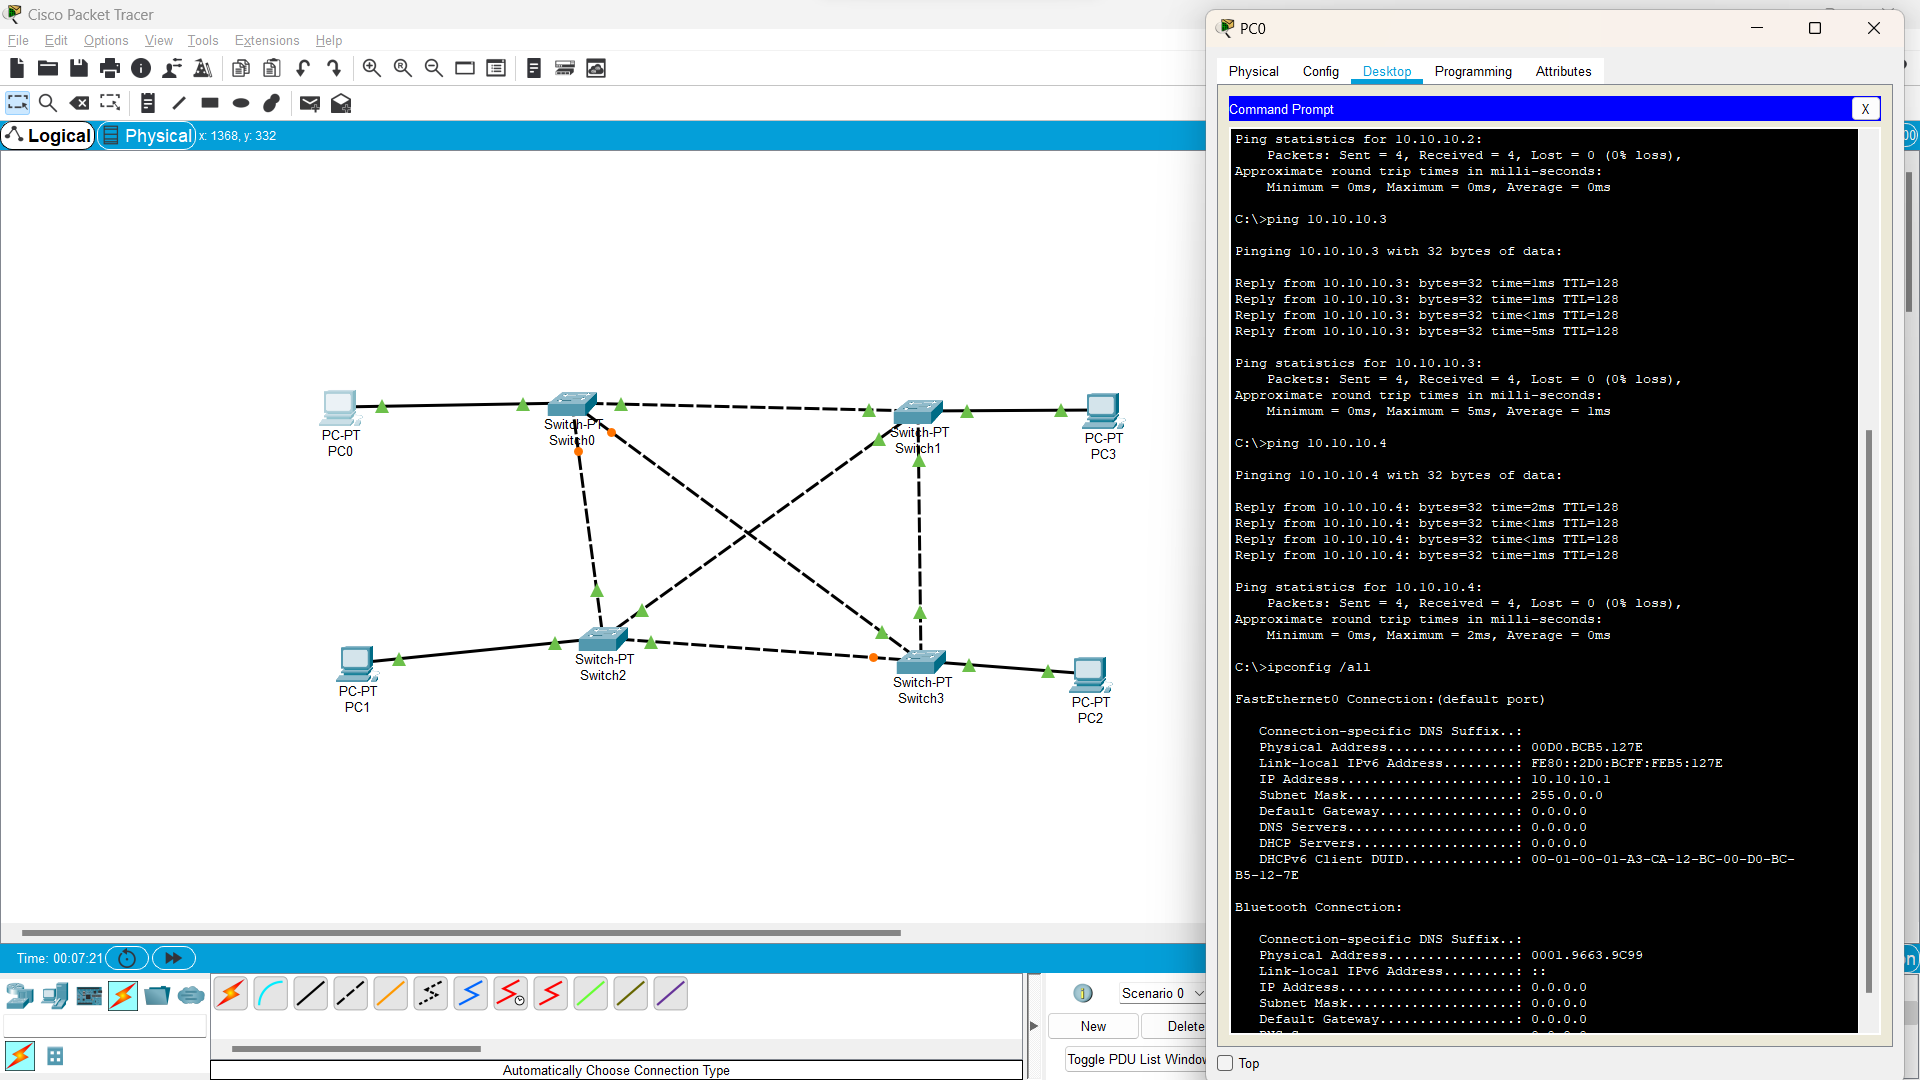 Cisco Packet Tracer
File Edit Options View Tools Extensions Help
Logical Physical x: 1368, y: 332
PC-PT
PC0
Switch-PT
Switch0
Switch-PT
Switch1
PC-PT
PC3
PC-PT
PC1
Switch-PT
Switch2
Switch-PT
Switch3
PC-PT
PC2
Time: 00:07:21
Scenario 0
New
Delete
Toggle PDU List Window
Automatically Choose Connection Type
PC0
Physical Config Desktop Programming Attributes
Command Prompt
X
Ping statistics for 10.10.10.2:
Packets: Sent = 4, Received = 4, Lost = 0 (0% loss),
Approximate round trip times in milli-seconds:
Minimum = 0ms, Maximum = 0ms, Average = 0ms
C:\>ping 10.10.10.3
Pinging 10.10.10.3 with 32 bytes of data:
Reply from 10.10.10.3: bytes=32 time=1ms TTL=128
Reply from 10.10.10.3: bytes=32 time=1ms TTL=128
Reply from 10.10.10.3: bytes=32 time<1ms TTL=128
Reply from 10.10.10.3: bytes=32 time=5ms TTL=128
Ping statistics for 10.10.10.3:
Packets: Sent = 4, Received = 4, Lost = 0 (0% loss),
Approximate round trip times in milli-seconds:
Minimum = 0ms, Maximum = 5ms, Average = 1ms
C:\>ping 10.10.10.4
Pinging 10.10.10.4 with 32 bytes of data:
Reply from 10.10.10.4: bytes=32 time=2ms TTL=128
Reply from 10.10.10.4: bytes=32 time<1ms TTL=128
Reply from 10.10.10.4: bytes=32 time<1ms TTL=128
Reply from 10.10.10.4: bytes=32 time=1ms TTL=128
Ping statistics for 10.10.10.4:
Packets: Sent = 4, Received = 4, Lost = 0 (0% loss),
Approximate round trip times in milli-seconds:
Minimum = 0ms, Maximum = 2ms, Average = 0ms
C:\>ipconfig /all
FastEthernet0 Connection:(default port)
Connection-specific DNS Suffix..:
Physical Address................: 00D0.BCB5.127E
Link-local IPv6 Address.........: FE80::2D0:BCFF:FEB5:127E
IP Address......................: 10.10.10.1
Subnet Mask.....................: 255.0.0.0
Default Gateway.................: 0.0.0.0
DNS Servers.....................: 0.0.0.0
DHCP Servers....................: 0.0.0.0
DHCPv6 Client DUID..............: 00-01-00-01-A3-CA-12-BC-00-D0-BC-
B5-12-7E
Bluetooth Connection:
Connection-specific DNS Suffix..:
Physical Address................: 0001.9663.9C99
Link-local IPv6 Address.........: ::
IP Address......................: 0.0.0.0
Subnet Mask.....................: 0.0.0.0
Default Gateway.................: 0.0.0.0
Top